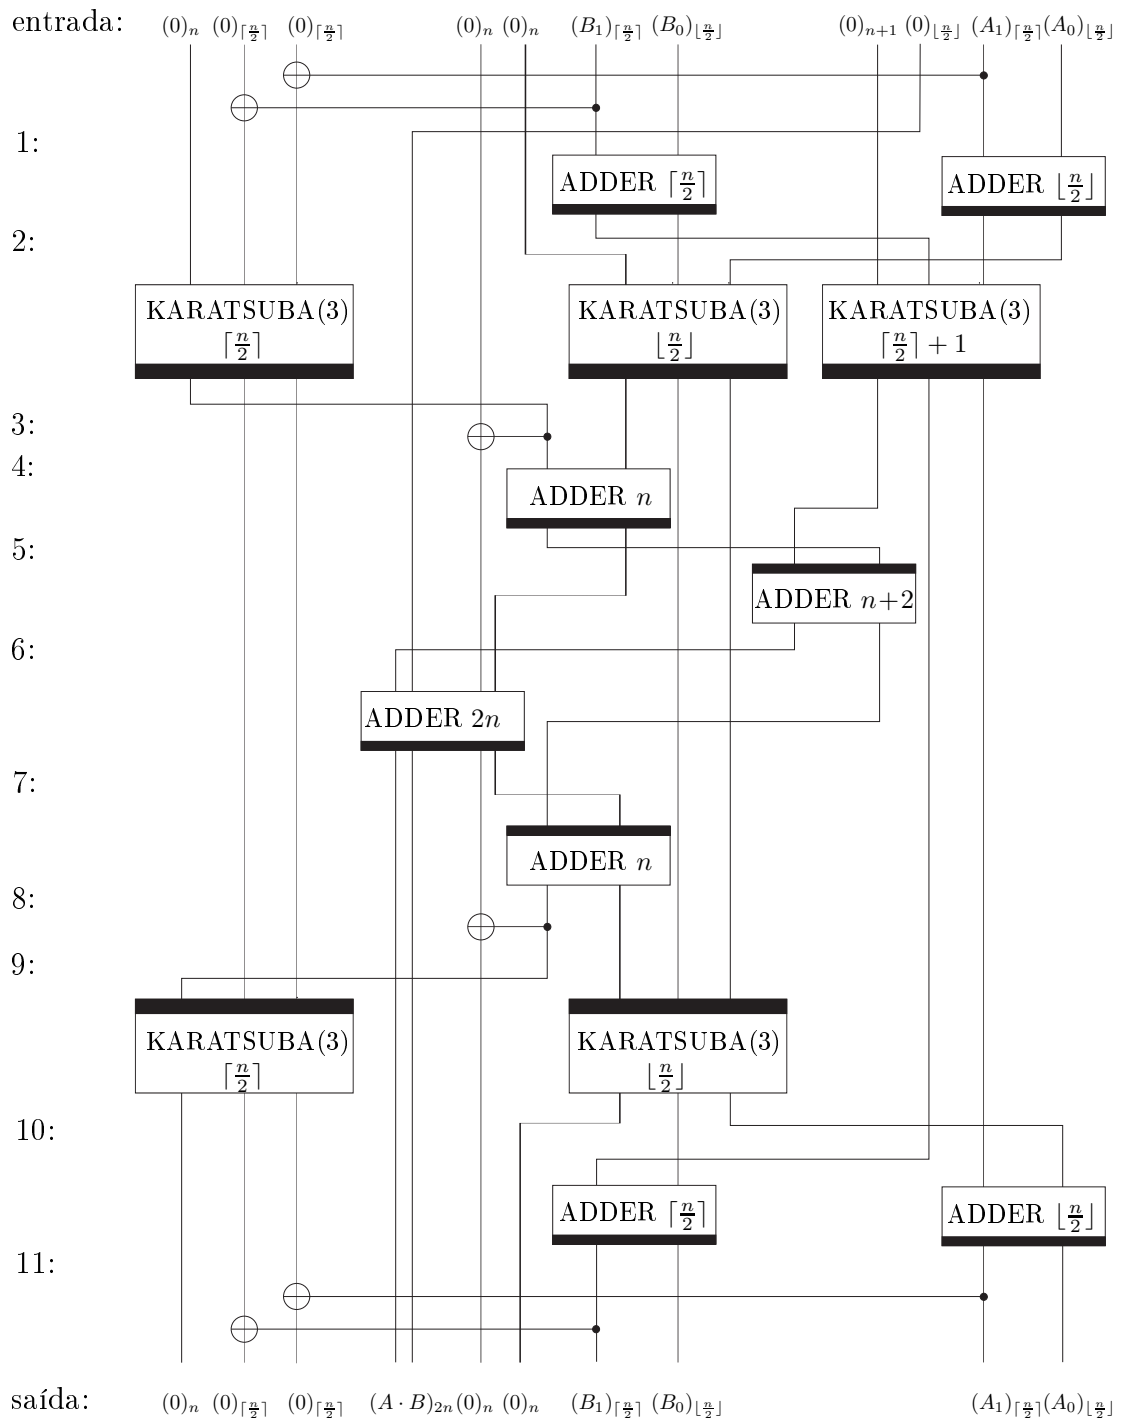 entrada: (0)ₙ (0)⌈n/2⌉ (0)⌈n/2⌉ (0)ₙ (0)ₙ (B₁)⌈n/2⌉ (B₀)⌊n/2⌋ (0)ₙ₊₁ (0)⌊n/2⌋ (A₁)⌈n/2⌉ (A₀)⌊n/2⌋
1:
ADDER ⌈n/2⌉ ADDER ⌊n/2⌋
2:
KARATSUBA(3) KARATSUBA(3) KARATSUBA(3)
⌈n/2⌉ ⌊n/2⌋ ⌈n/2⌉ + 1
3:
4:
ADDER n
5:
ADDER n+2
6:
ADDER 2n
7:
ADDER n
8:
9:
KARATSUBA(3) KARATSUBA(3)
⌈n/2⌉ ⌊n/2⌋
10:
ADDER ⌈n/2⌉ ADDER ⌊n/2⌋
11:
saída: (0)ₙ (0)⌈n/2⌉ (0)⌈n/2⌉ (A · B)₂ₙ (0)ₙ (0)ₙ (B₁)⌈n/2⌉ (B₀)⌊n/2⌋ (A₁)⌈n/2⌉ (A₀)⌊n/2⌋